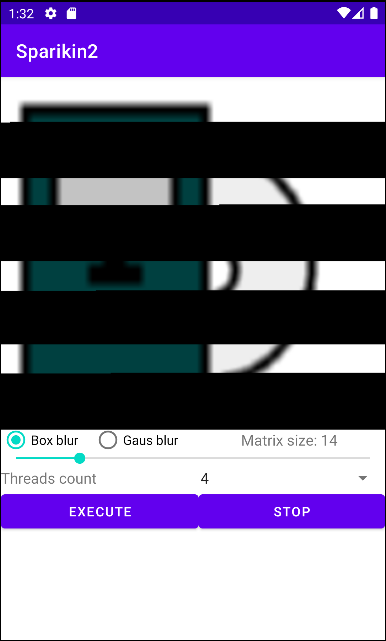 1:32
Sparikin2
Box blur Gaus blur Matrix size: 14
Threads count 4
EXECUTE STOP